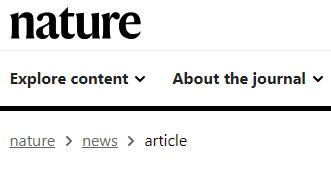 nature
Explore content About the journal
nature > news > article